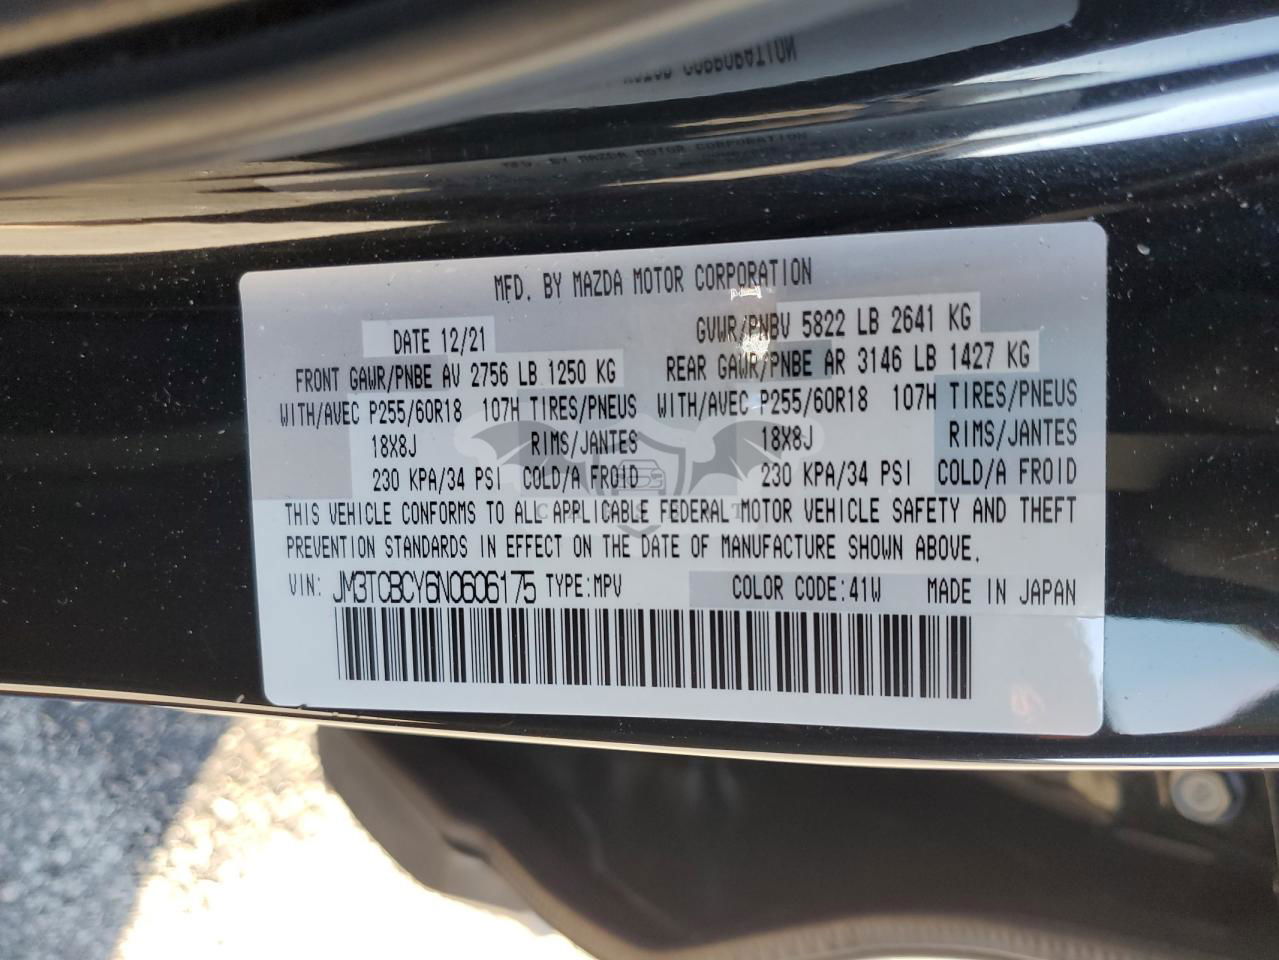 MFD. BY MAZDA MOTOR CORPORATION
DATE 12/21 GVWR/PNBV 5822 LB 2641 KG
FRONT GAWR/PNBE AV 2756 LB 1250 KG REAR GAWR/PNBE AR 3146 LB 1427 KG
WITH/AVEC P255/60R18 107H TIRES/PNEUS WITH/AVEC P255/60R18 107H TIRES/PNEUS
18X8J RIMS/JANTES 18X8J RIMS/JANTES
230 KPA/34 PSI COLD/A FROID 230 KPA/34 PSI COLD/A FROID
THIS VEHICLE CONFORMS TO ALL APPLICABLE FEDERAL MOTOR VEHICLE SAFETY AND THEFT
PREVENTION STANDARDS IN EFFECT ON THE DATE OF MANUFACTURE SHOWN ABOVE.
VIN: JM3TCBCY6N0606175 TYPE:MPV COLOR CODE:41W MADE IN JAPAN